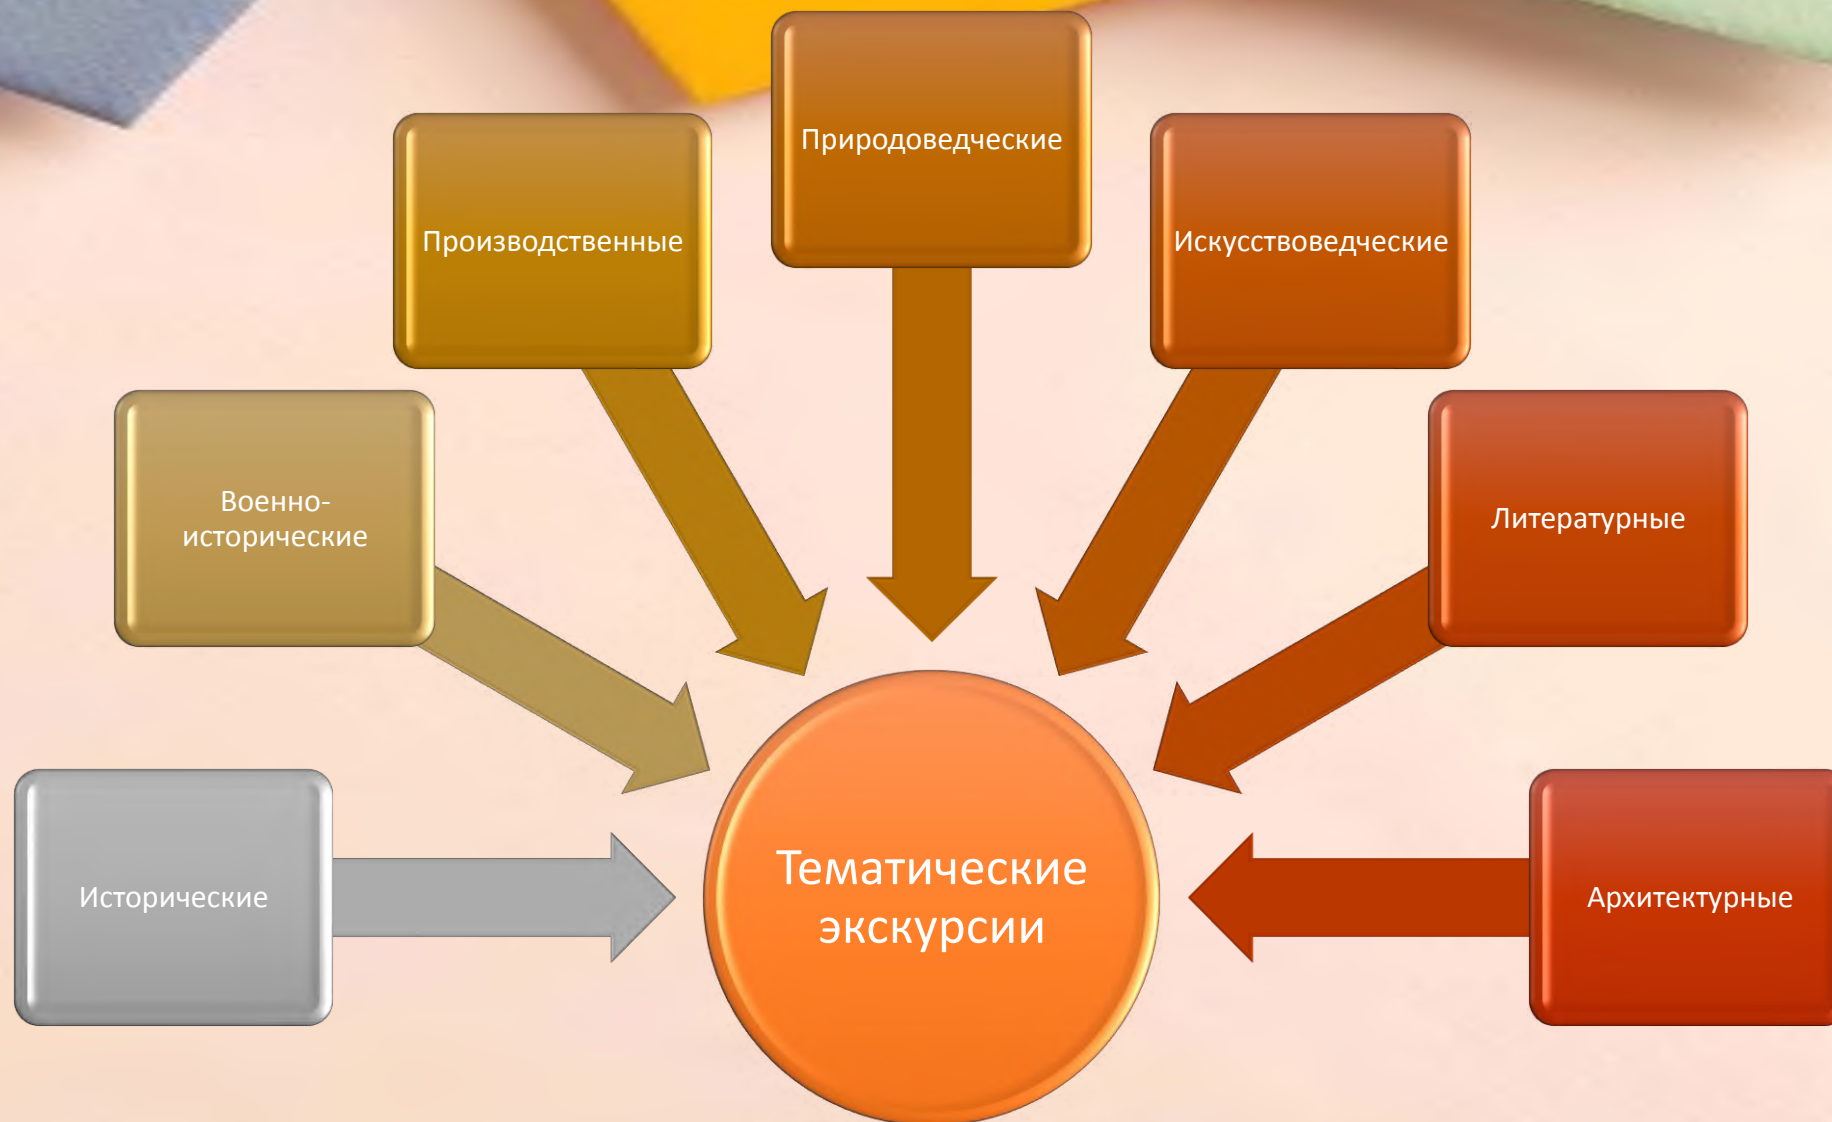 Природоведческие
Производственные
Искусствоведческие
Военно-
исторические
Литературные
Исторические
Тематические
экскурсии
Архитектурные